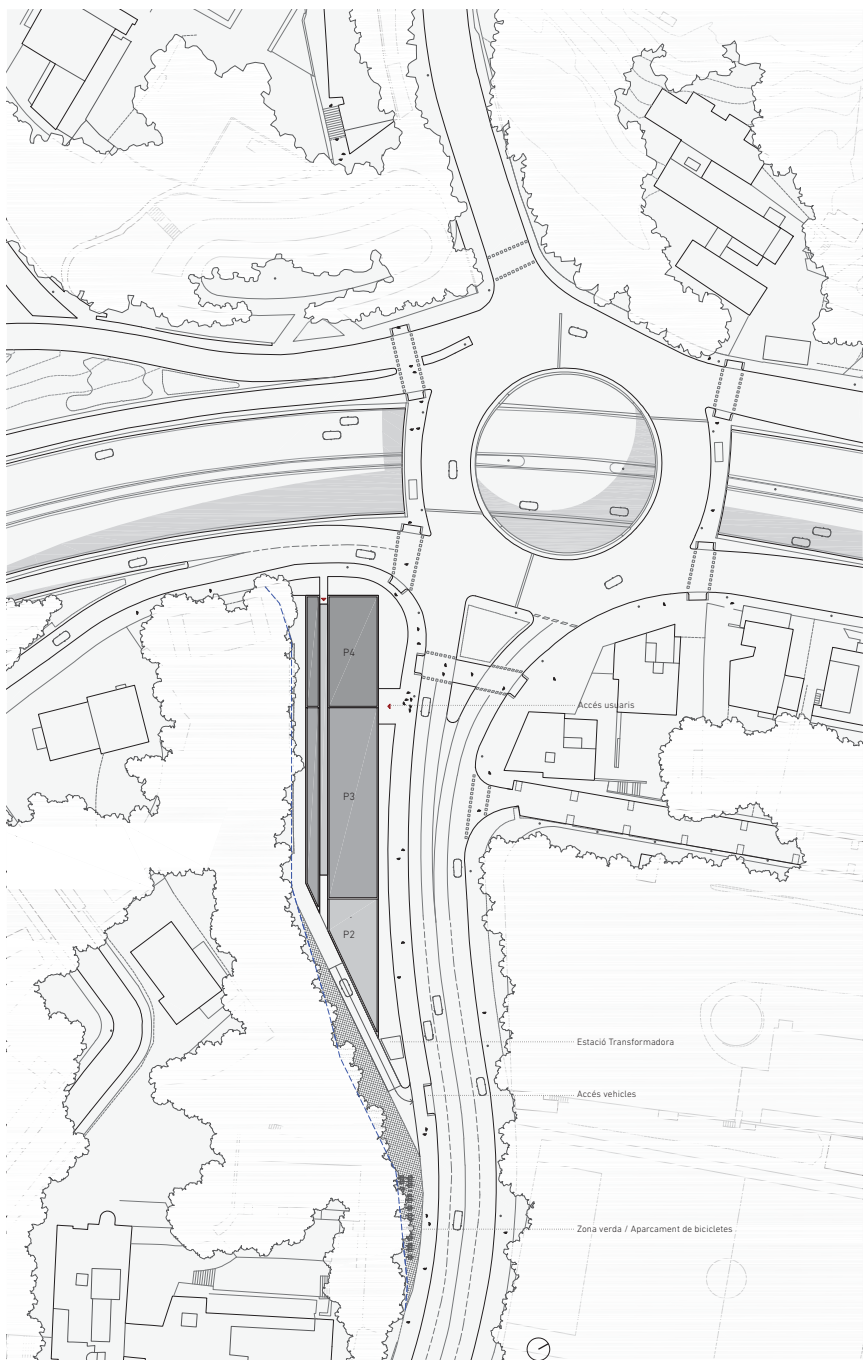 P4
Accés usuaris
P3
P2
Estació Transformadora
Accés vehicles
Zona verda / Aparcament de bicicletes